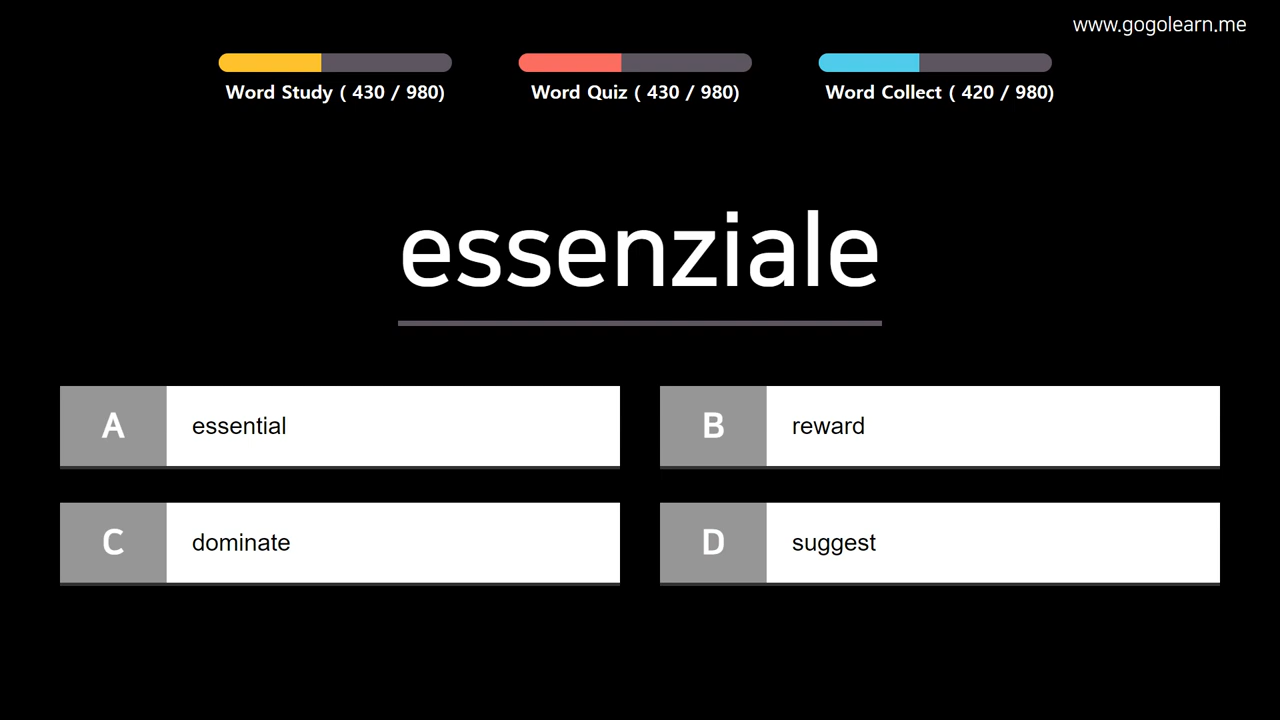 www.gogolearn.me
Word Study ( 430 / 980)
Word Quiz ( 430 / 980)
Word Collect ( 420 / 980)
essenziale
A essential
B reward
C dominate
D suggest